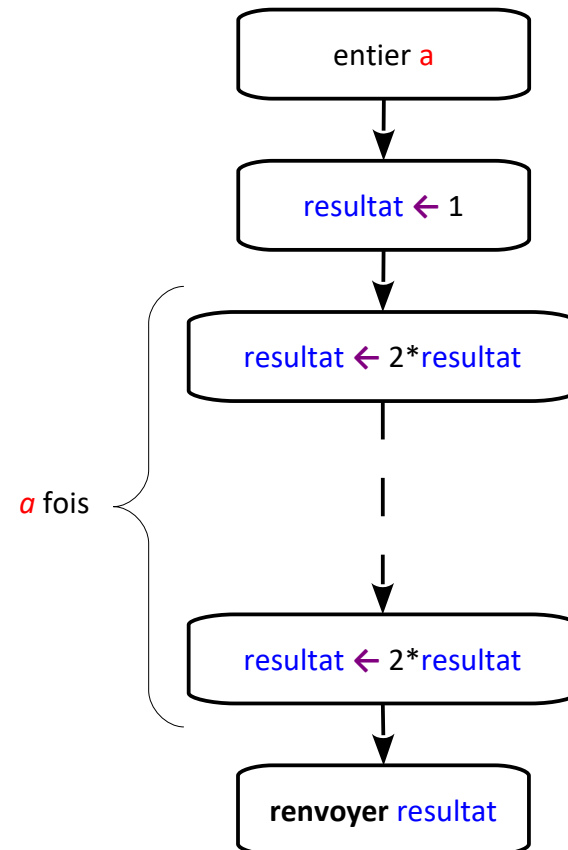 entier a
resultat ← 1
resultat ← 2*resultat
a fois
resultat ← 2*resultat
renvoyer resultat